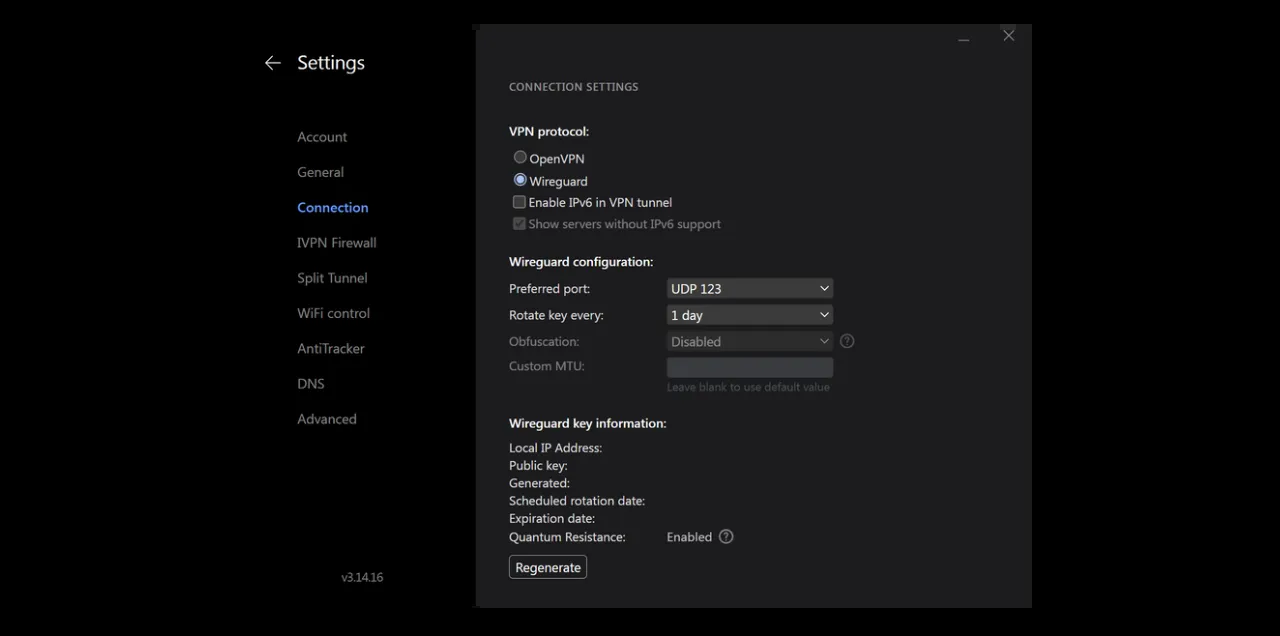 Settings
Account
General
Connection
IVPN Firewall
Split Tunnel
WiFi control
AntiTracker
DNS
Advanced
v3.14.16
CONNECTION SETTINGS
VPN protocol:
OpenVPN
Wireguard
Enable IPv6 in VPN tunnel
Show servers without IPv6 support
Wireguard configuration:
Preferred port: UDP 123
Rotate key every: 1 day
Obfuscation: Disabled ?
Custom MTU:
Leave blank to use default value
Wireguard key information:
Local IP Address:
Public key:
Generated:
Scheduled rotation date:
Expiration date:
Quantum Resistance: Enabled ?
Regenerate